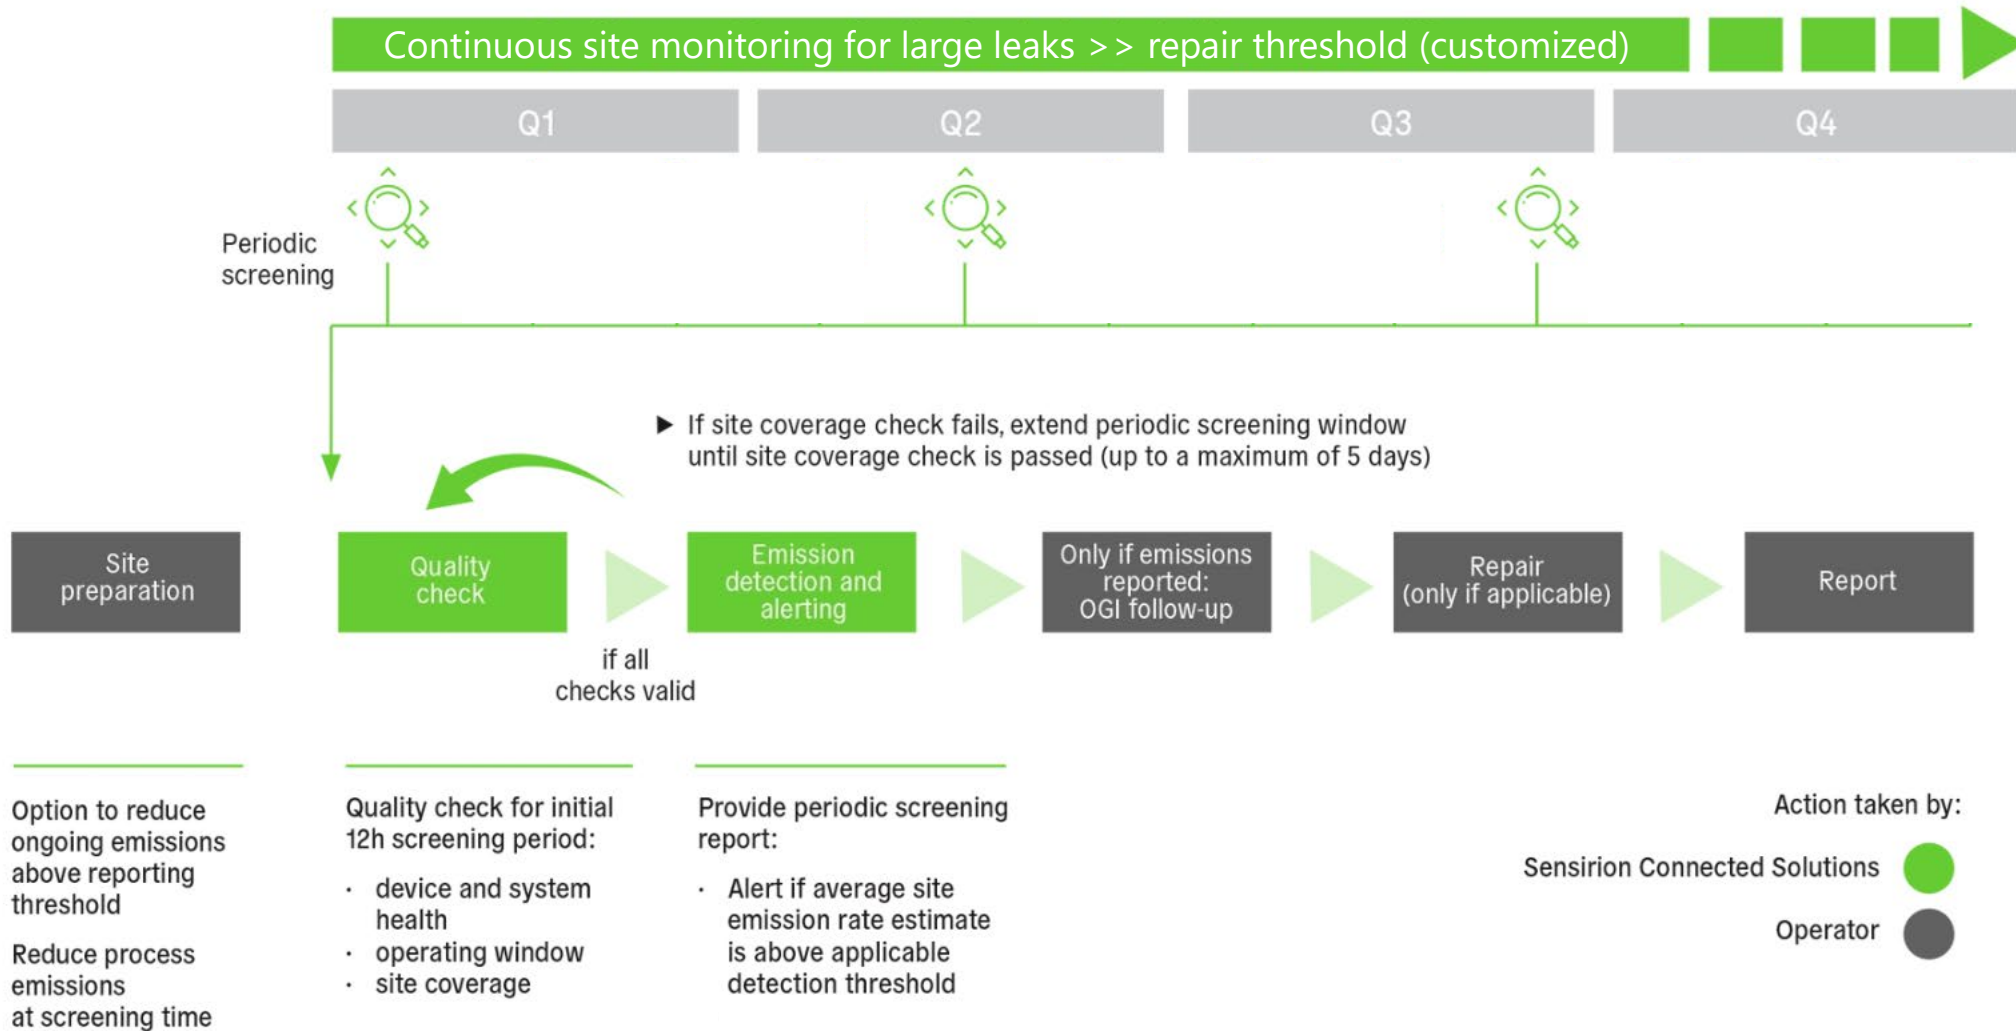 Continuous site monitoring for large leaks >> repair threshold (customized)
Q1
Q2
Q3
Q4
Periodic
screening
▶ If site coverage check fails, extend periodic screening window
until site coverage check is passed (up to a maximum of 5 days)
Site
preparation
Quality
check
if all
checks valid
Emission
detection and
alerting
Only if emissions
reported:
OGI follow-up
Repair
(only if applicable)
Report
Option to reduce
ongoing emissions
above reporting
threshold
Reduce process
emissions
at screening time
Quality check for initial
12h screening period:
· device and system
health
· operating window
· site coverage
Provide periodic screening
report:
· Alert if average site
emission rate estimate
is above applicable
detection threshold
Action taken by:
Sensirion Connected Solutions
Operator